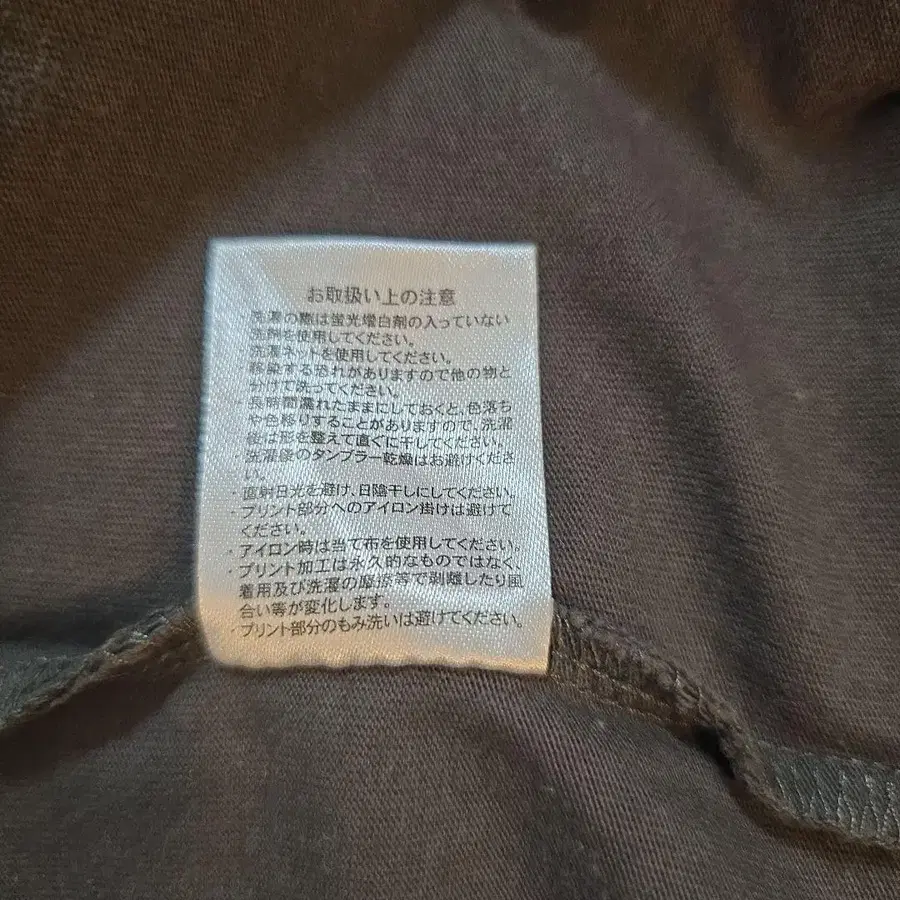 お取扱い上の注意
洗濯の際は蛍光増白剤の入っていない
洗剤を使用してください。
洗濯ネットを使用してください。
移染する恐れがありますので他の物と
分けて洗ってください。
長時間濡れたままにしておくと、色落ち
や色移りすることがありますので、洗濯
後は形を整えて直ぐに干してください。
・洗濯後のタンブラー乾燥はお避けくださ
い。
・直射日光を避け、日陰干しにしてください。
・プリント部分へのアイロン掛けは避けて
ください。
・アイロン時は当て布を使用してください。
・プリント加工は永久的なものではなく、
着用及び洗濯の磨擦等で剥離したり風
合い等が変化します。
・プリント部分のもみ洗いは避けてください。